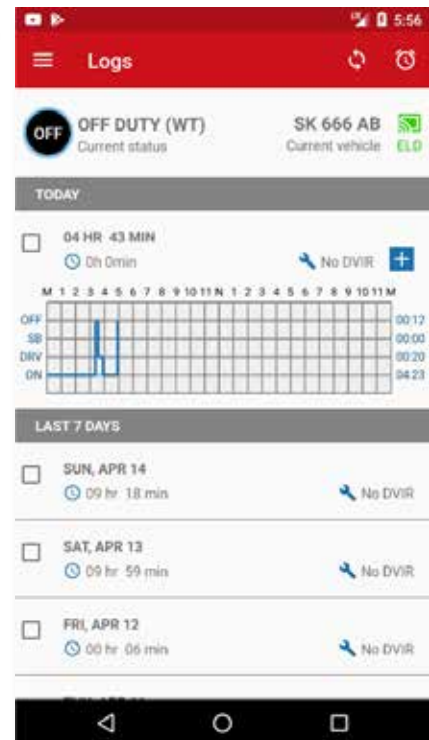 5:56
Logs
OFF
OFF DUTY (WT)
Current status
SK 666 AB
Current vehicle
ELD
TODAY
04 HR 43 MIN
0h 0min
No DVIR
M 1 2 3 4 5 6 7 8 9 10 11 N 1 2 3 4 5 6 7 8 9 10 11 M
OFF 00:12
SB 00:00
DRV 00:20
ON 04:23
LAST 7 DAYS
SUN, APR 14
09 hr 18 min
No DVIR
SAT, APR 13
09 hr 59 min
No DVIR
FRI, APR 12
00 hr 06 min
No DVIR